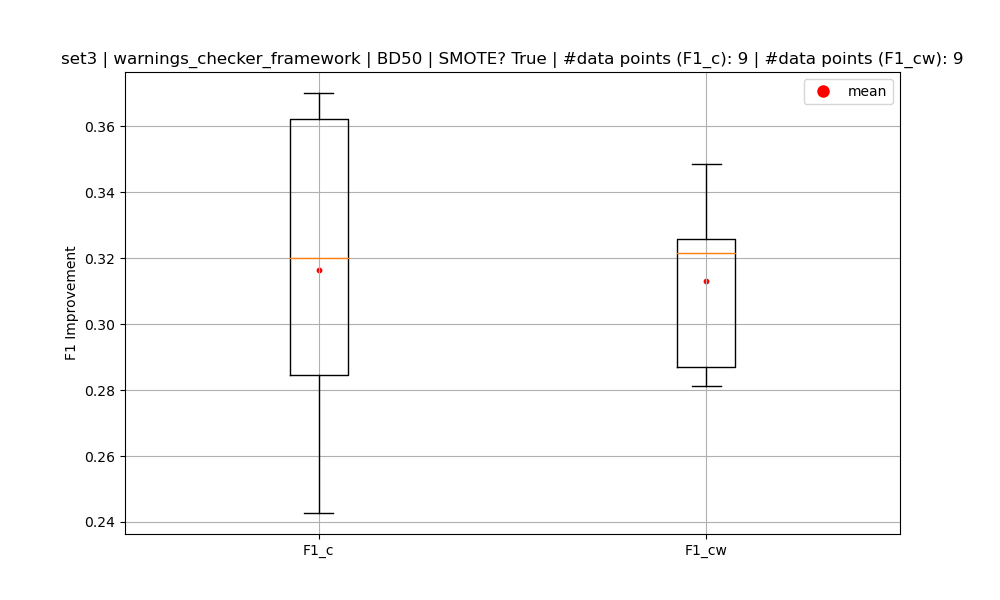 set3 | warnings_checker_framework | BD50 | SMOTE? True | #data points (F1_c): 9 | #data points (F1_cw): 9
mean
0.36
0.34
0.32
0.30
0.28
0.26
0.24
F1 Improvement
F1_c
F1_cw